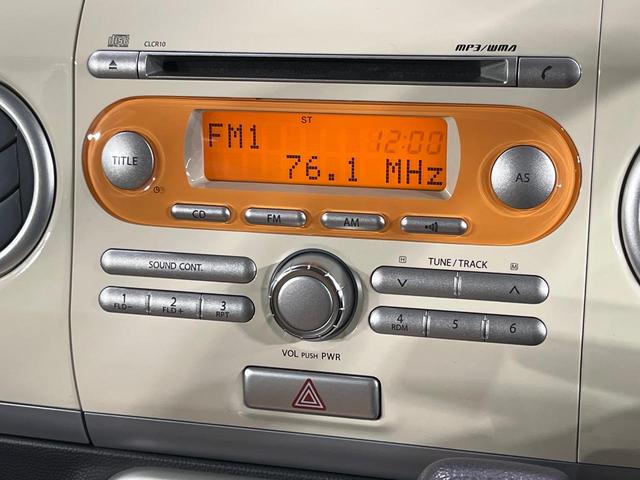 CLCR10 MP3/WMA
ST
FM1 12:00
76.1 MHz
TITLE AS
CD FM AM
SOUND CONT. H TUNE/TRACK M
1 2 3 4 5 6
FLD- FLD+ RPT RDM
VOL PUSH PWR